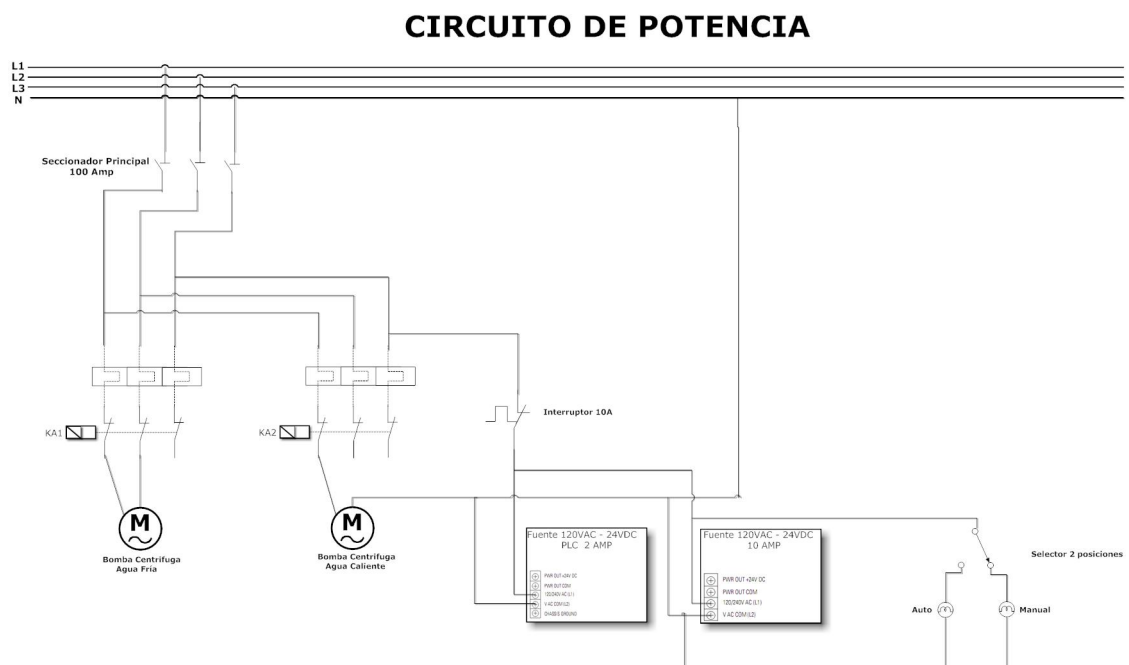 CIRCUITO DE POTENCIA
L1
L2
L3
N
Seccionador Principal
100 Amp
Interruptor 10A
KA1
KA2
M
Bomba Centrifuga
Agua Fria
M
Bomba Centrifuga
Agua Caliente
Fuente 120VAC - 24VDC
PLC 2 AMP
PWR OUT +24V DC
PWR OUT COM
120/240V AC (L1)
V AC COM (L2)
CHASSIS GROUND
Fuente 120VAC - 24VDC
10 AMP
PWR OUT +24V DC
PWR OUT COM
120/240V AC (L1)
V AC COM (L2)
Selector 2 posiciones
Auto
Manual